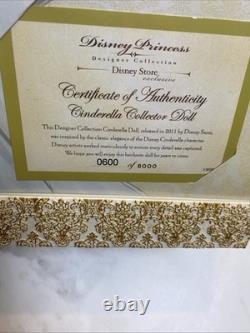 Disney Princess
Designer Collection
Disney Store
exclusive
Certificate of Authenticity
Cinderella Collector Doll
This Designer Collection Cinderella Doll, released in 2011 by Disney Store,
was inspired by the classic elegance of the Disney Cinderella character.
Disney artists worked meticulously to ensure every detail was captured.
We hope you will enjoy this heirloom doll for years to come.
0600 of 8000